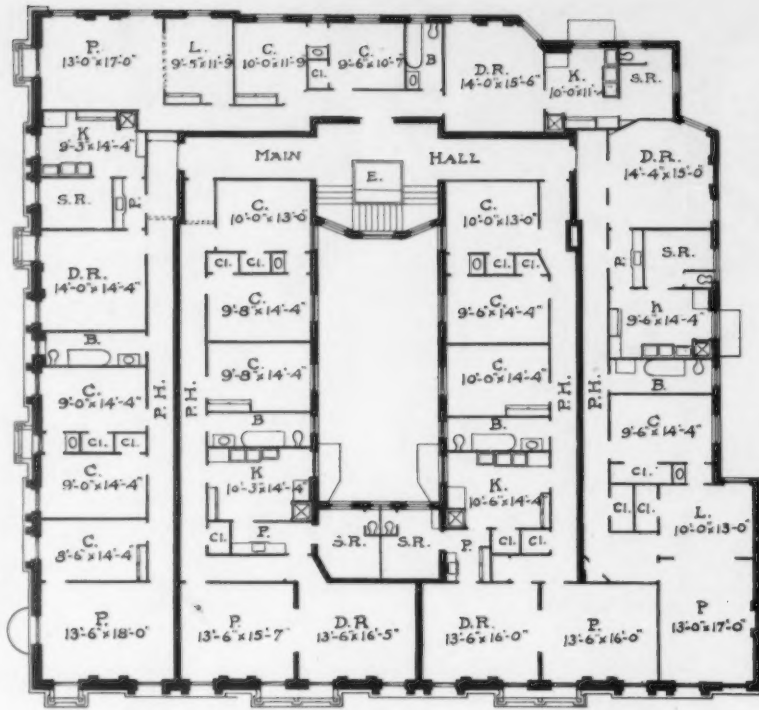 P.
13'-0"x17'-0"
L.
9'-5"x11'-9"
C.
10'-0"x11'-9"
Cl.
C.
9'-6"x10'-7"
B
D.R.
14'-0"x15'-6"
K.
S.R.
K
9'-3"x14'-4"
S.R.
P.
MAIN HALL
E.
D.R.
14'-4"x15'-0"
P.
S.R.
K
9'-6"x14'-4"
B.
C
9'-6"x14'-4"
Cl.
Cl.
Cl.
L.
10'-0"x13'-0"
P
13'-0"x17'-0"
D.R.
14'-0"x14'-4"
B.
C.
9'-0"x14'-4"
Cl.
Cl.
C.
9'-0"x14'-4"
C.
8'-6"x14'-4"
P.
13'-6"x18'-0"
P.H.
P.H.
C.
10'-0"x13'-0"
Cl.
Cl.
C.
9'-8"x14'-4"
C.
9'-8"x14'-4"
B
K
10'-3"x14'-4"
Cl.
P.
S.R.
P.
13'-6"x15'-7"
D.R
13'-6"x16'-5"
C.
10'-0"x13'-0"
Cl.
Cl.
C.
9'-6"x14'-4"
C.
10'-0"x14'-4"
B.
K.
10'-6"x14'-4"
Cl.
Cl.
P.
S.R.
D.R.
13'-6"x16'-0"
P.
13'-6"x16'-0"
P.H.
P.H.